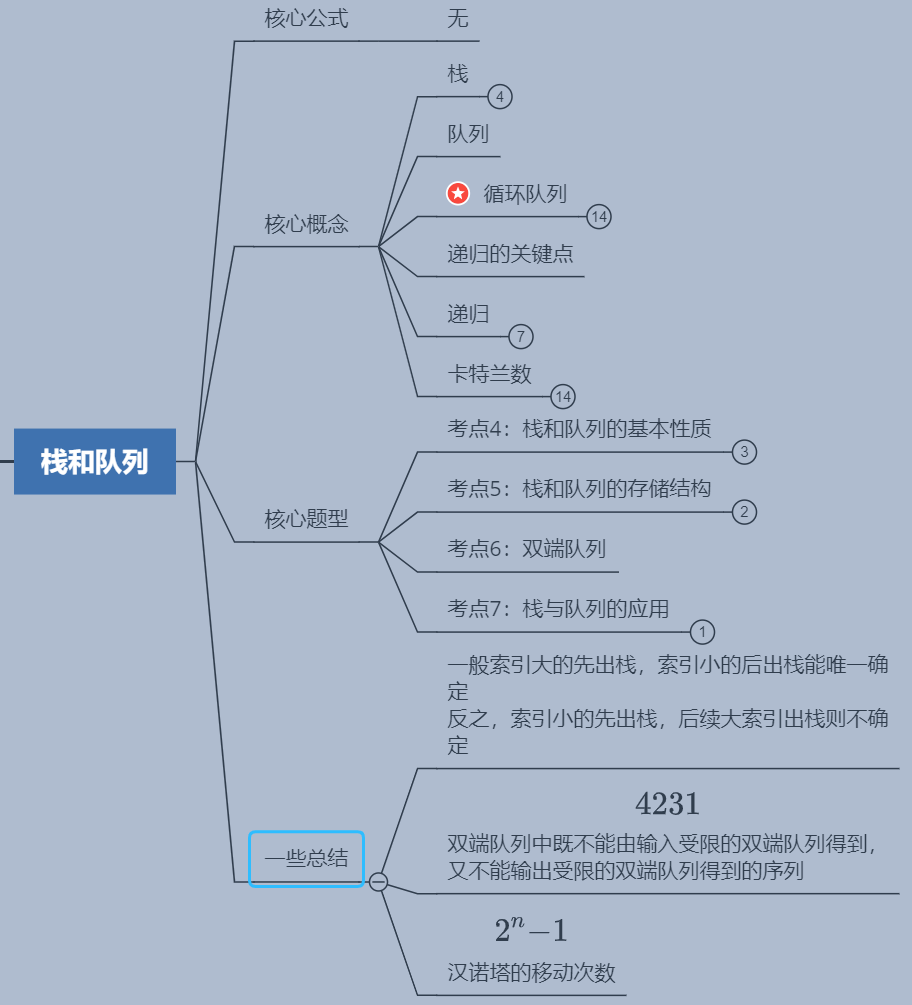 核心公式
无
栈
4
队列
循环队列
14
核心概念
递归的关键点
递归
7
卡特兰数
14
栈和队列
考点4：栈和队列的基本性质
3
考点5：栈和队列的存储结构
2
核心题型
考点6：双端队列
考点7：栈与队列的应用
1
一般索引大的先出栈，索引小的后出栈能唯一确
定
反之，索引小的先出栈，后续大索引出栈则不确
定
一些总结
4231
双端队列中既不能由输入受限的双端队列得到，
又不能输出受限的双端队列得到的序列
2^n−1
汉诺塔的移动次数